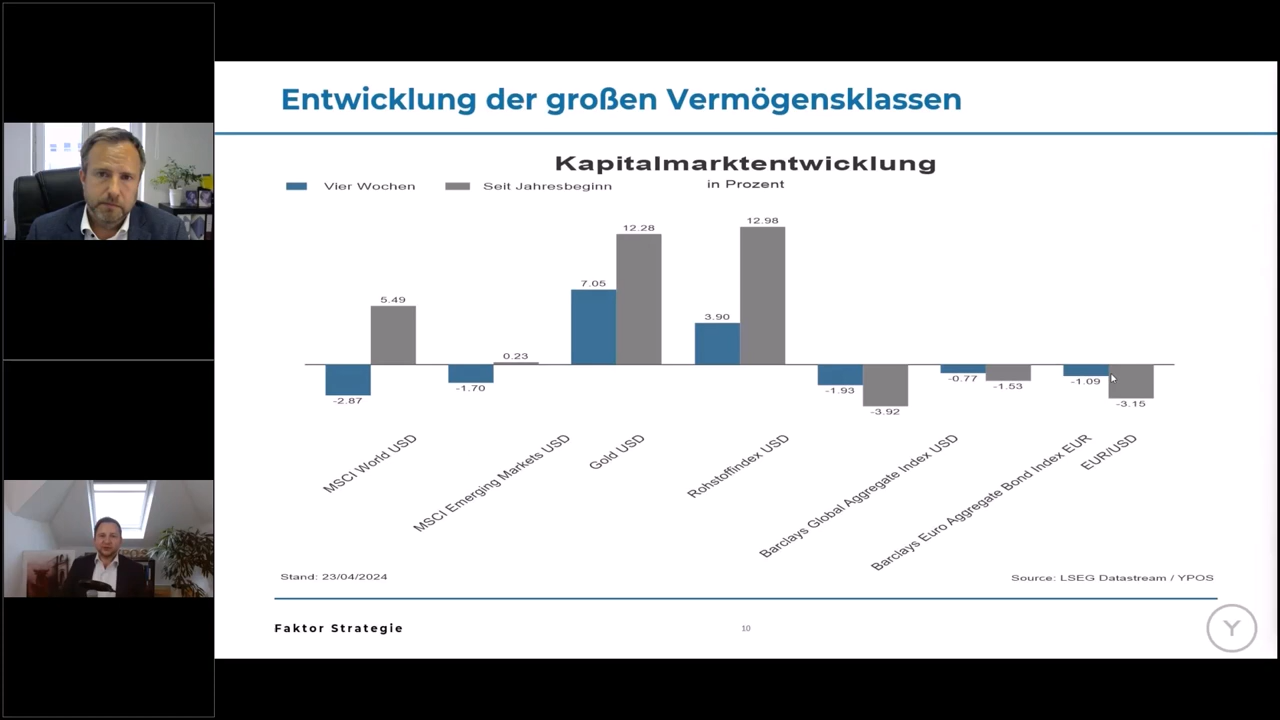 Entwicklung der großen Vermögensklassen
Kapitalmarktentwicklung
in Prozent
Vier Wochen
Seit Jahresbeginn
-2.87
5.49
-1.70
0.23
7.05
12.28
3.90
12.98
-1.93
-3.92
-0.77
-1.53
-1.09
-3.15
MSCI World USD
MSCI Emerging Markets USD
Gold USD
Rohstoffindex USD
Barclays Global Aggregate Index USD
Barclays Euro Aggregate Bond Index EUR
EUR/USD
Stand: 23/04/2024
Source: LSEG Datastream / YPOS
Faktor Strategie
10
Y